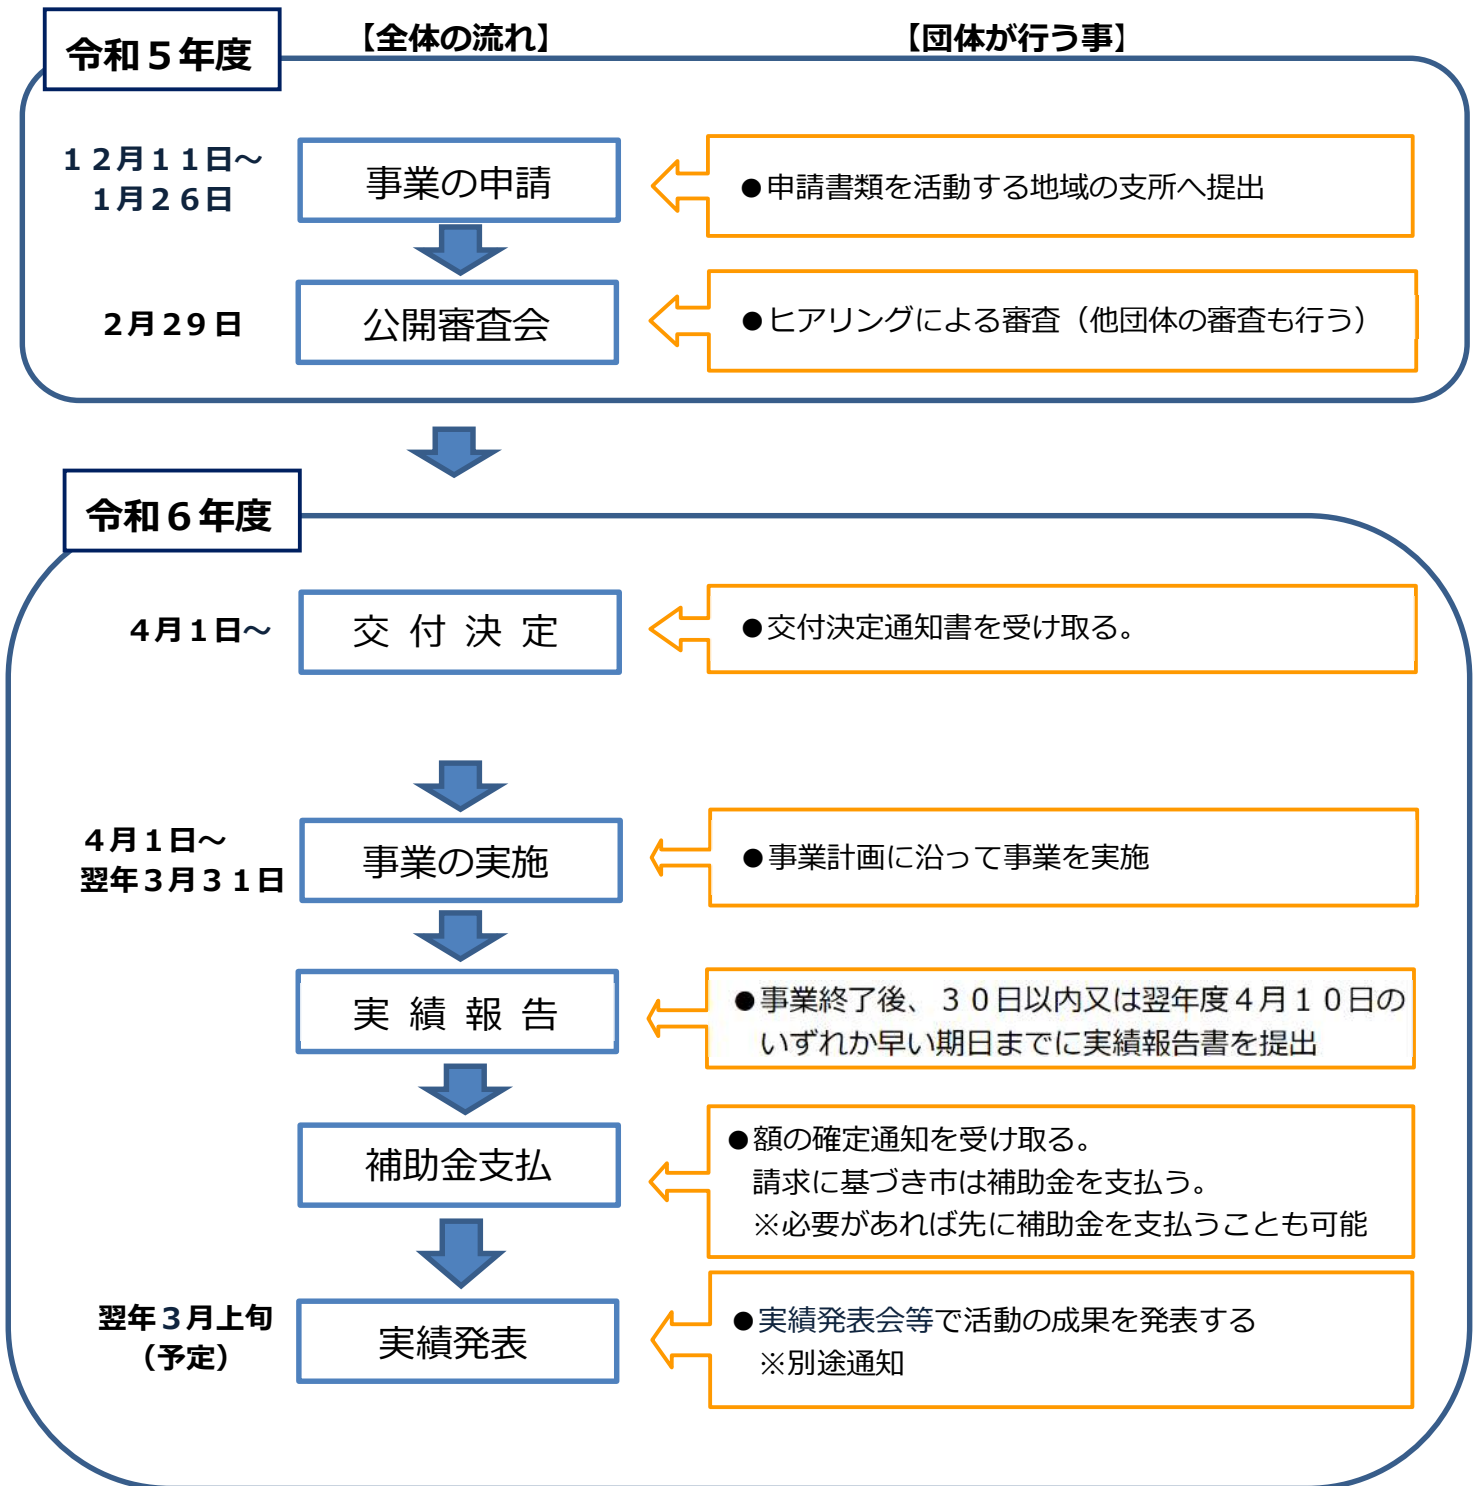 令和５年度
【全体の流れ】
【団体が行う事】
１２月１１日～
１月２６日
事業の申請
●申請書類を活動する地域の支所へ提出
２月２９日
公開審査会
●ヒアリングによる審査（他団体の審査も行う）
令和６年度
４月１日～
交付決定
●交付決定通知書を受け取る。
４月１日～
翌年３月３１日
事業の実施
●事業計画に沿って事業を実施
実績報告
●事業終了後、３０日以内又は翌年度４月１０日の
いずれか早い期日までに実績報告書を提出
補助金支払
●額の確定通知を受け取る。
請求に基づき市は補助金を支払う。
※必要があれば先に補助金を支払うことも可能
翌年３月上旬
（予定）
実績発表
●実績発表会等で活動の成果を発表する
※別途通知